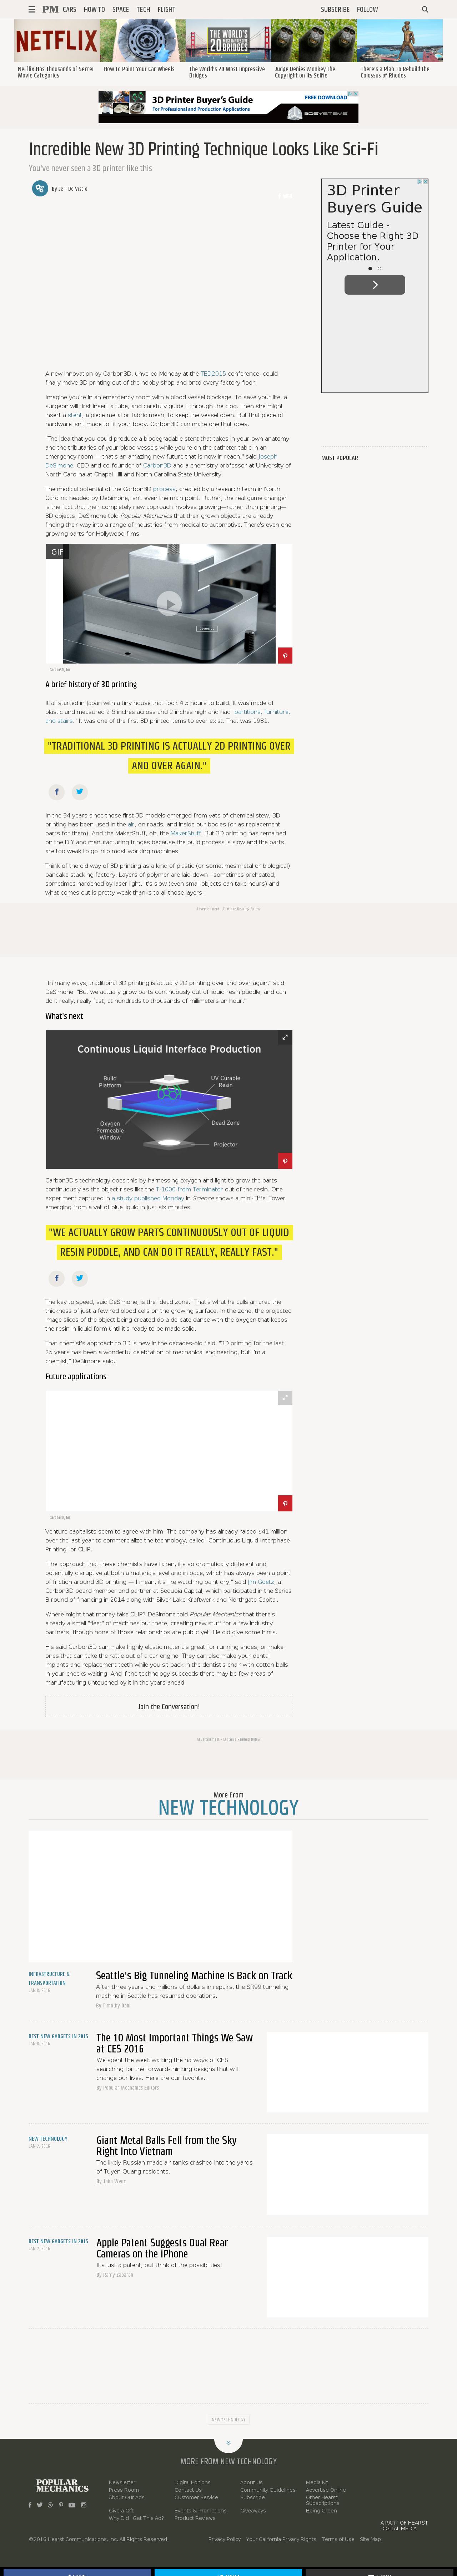 PM CARS HOW TO SPACE TECH FLIGHT SUBSCRIBE FOLLOW
NETFLIX
THE WORLD'S
20 MOST IMPRESSIVE
BRIDGES
Netflix Has Thousands of Secret
Movie Categories
How to Paint Your Car Wheels
The World's 20 Most Impressive
Bridges
Judge Denies Monkey the
Copyright on Its Selfie
There's a Plan To Rebuild the
Colossus of Rhodes
3D Printer Buyer's Guide
For Professional and Production Applications
FREE DOWNLOAD
3D SYSTEMS
Incredible New 3D Printing Technique Looks Like Sci-Fi
You've never seen a 3D printer like this
By Jeff DelViscio
3D Printer
Buyers Guide
Latest Guide -
Choose the Right 3D
Printer for Your
Application.
MOST POPULAR
A new innovation by Carbon3D, unveiled Monday at the TED2015 conference, could
finally move 3D printing out of the hobby shop and onto every factory floor.
Imagine you're in an emergency room with a blood vessel blockage. To save your life, a
surgeon will first insert a tube, and carefully guide it through the clog. Then she might
insert a stent, a piece metal or fabric mesh, to keep the vessel open. But that piece of
hardware isn't made to fit your body. Carbon3D can make one that does.
"The idea that you could produce a biodegradable stent that takes in your own anatomy
and the tributaries of your blood vessels while you're on the catheter table in an
emergency room — that's an amazing new future that is now in reach," said Joseph
DeSimone, CEO and co-founder of Carbon3D and a chemistry professor at University of
North Carolina at Chapel Hill and North Carolina State University.
The medical potential of the Carbon3D process, created by a research team in North
Carolina headed by DeSimone, isn't even the main point. Rather, the real game changer
is the fact that their completely new approach involves growing—rather than printing—
3D objects. DeSimone told Popular Mechanics that grown their objects are already
finding their way into a range of industries from medical to automotive. There's even one
growing parts for Hollywood films.
GIF
A brief history of 3D printing
It all started in Japan with a tiny house that took 4.5 hours to build. It was made of
plastic and measured 2.5 inches across and 2 inches high and had "partitions, furniture,
and stairs." It was one of the first 3D printed items to ever exist. That was 1981.
"TRADITIONAL 3D PRINTING IS ACTUALLY 2D PRINTING OVER
AND OVER AGAIN."
In the 34 years since those first 3D models emerged from vats of chemical stew, 3D
printing has been used in the air, on roads, and inside our bodies (or as replacement
parts for them). And the MakerStuff, oh, the MakerStuff. But 3D printing has remained
on the DIY and manufacturing fringes because the build process is slow and the parts
are too weak to go into most working machines.
Think of the old way of 3D printing as a kind of plastic (or sometimes metal or biological)
pancake stacking factory. Layers of polymer are laid down—sometimes preheated,
sometimes hardened by laser light. It's slow (even small objects can take hours) and
what comes out is pretty weak thanks to all those layers.
Advertisement - Continue Reading Below
"In many ways, traditional 3D printing is actually 2D printing over and over again," said
DeSimone. "But we actually grow parts continuously out of liquid resin puddle, and can
do it really, really fast, at hundreds to thousands of millimeters an hour."
What's next
Continuous Liquid Interface Production
Build
Platform
UV Curable
Resin
Oxygen
Permeable
Window
Dead Zone
Projector
Carbon3D's technology does this by harnessing oxygen and light to grow the parts
continuously as the object rises like the T-1000 from Terminator out of the resin. One
experiment captured in a study published Monday in Science shows a mini-Eiffel Tower
emerging from a vat of blue liquid in just six minutes.
"WE ACTUALLY GROW PARTS CONTINUOUSLY OUT OF LIQUID
RESIN PUDDLE, AND CAN DO IT REALLY, REALLY FAST."
The key to speed, said DeSimone, is the "dead zone." That's what he calls an area the
thickness of just a few red blood cells on the growing surface. In the zone, the projected
image slices of the object being created do a delicate dance with the oxygen that keeps
the resin in liquid form until it's ready to be made solid.
That chemist's approach to 3D is new in the decades-old field. "3D printing for the last
25 years has been a wonderful celebration of mechanical engineering, but I'm a
chemist," DeSimone said.
Future applications
Venture capitalists seem to agree with him. The company has already raised $41 million
over the last year to commercialize the technology, called "Continuous Liquid Interphase
Printing" or CLIP.
"The approach that these chemists have taken, it's so dramatically different and
potentially disruptive at both a materials level and in pace, which has always been a point
of friction around 3D printing — I mean, it's like watching paint dry," said Jim Goetz, a
Carbon3D board member and partner at Sequoia Capital, which participated in the Series
B round of financing in 2014 along with Silver Lake Kraftwerk and Northgate Capital.
Where might that money take CLIP? DeSimone told Popular Mechanics that there's
already a small "fleet" of machines out there, creating new stuff for a few industry
partners, though none of those relationships are public yet. He did give some hints.
His said Carbon3D can make highly elastic materials great for running shoes, or make
ones that can take the rattle out of a car engine. They can also make your dental
implants and replacement teeth while you sit back in the dentist's chair with cotton balls
in your cheeks waiting. And if the technology succeeds there may be few areas of
manufacturing untouched by it in the years ahead.
Join the Conversation!
Advertisement - Continue Reading Below
More From
NEW TECHNOLOGY
INFRASTRUCTURE &
TRANSPORTATION
JAN 8, 2016
Seattle's Big Tunneling Machine Is Back on Track
After three years and millions of dollars in repairs, the SR99 tunneling
machine in Seattle has resumed operations.
By Trinsley Bale
BEST NEW GADGETS IN 2015
JAN 8, 2016
The 10 Most Important Things We Saw
at CES 2016
We spent the week walking the hallways of CES
searching for the forward-thinking designs that will
change our lives. Here are our favorite...
By Popular Mechanics Editors
NEW TECHNOLOGY
Giant Metal Balls Fell from the Sky
Right Into Vietnam
The likely-Russian-made air tanks crashed into the yards
of Tuyen Quang residents.
By John Wenz
BEST NEW GADGETS IN 2015
Apple Patent Suggests Dual Rear
Cameras on the iPhone
It's just a patent, but think of the possibilities!
NEW TECHNOLOGY
MORE FROM NEW TECHNOLOGY
POPULAR
MECHANICS
Newsletter
Digital Editions
About Us
Media Kit
Press Room
Contact Us
Community Guidelines
Advertise Online
About Our Ads
Customer Service
Subscribe
Other Hearst
Subscriptions
Give a Gift
Events & Promotions
Giveaways
Being Green
Why Did I Get This Ad?
Product Reviews
A PART OF HEARST
DIGITAL MEDIA
©2016 Hearst Communications, Inc. All Rights Reserved.
Privacy Policy
Your California Privacy Rights
Terms of Use
Site Map